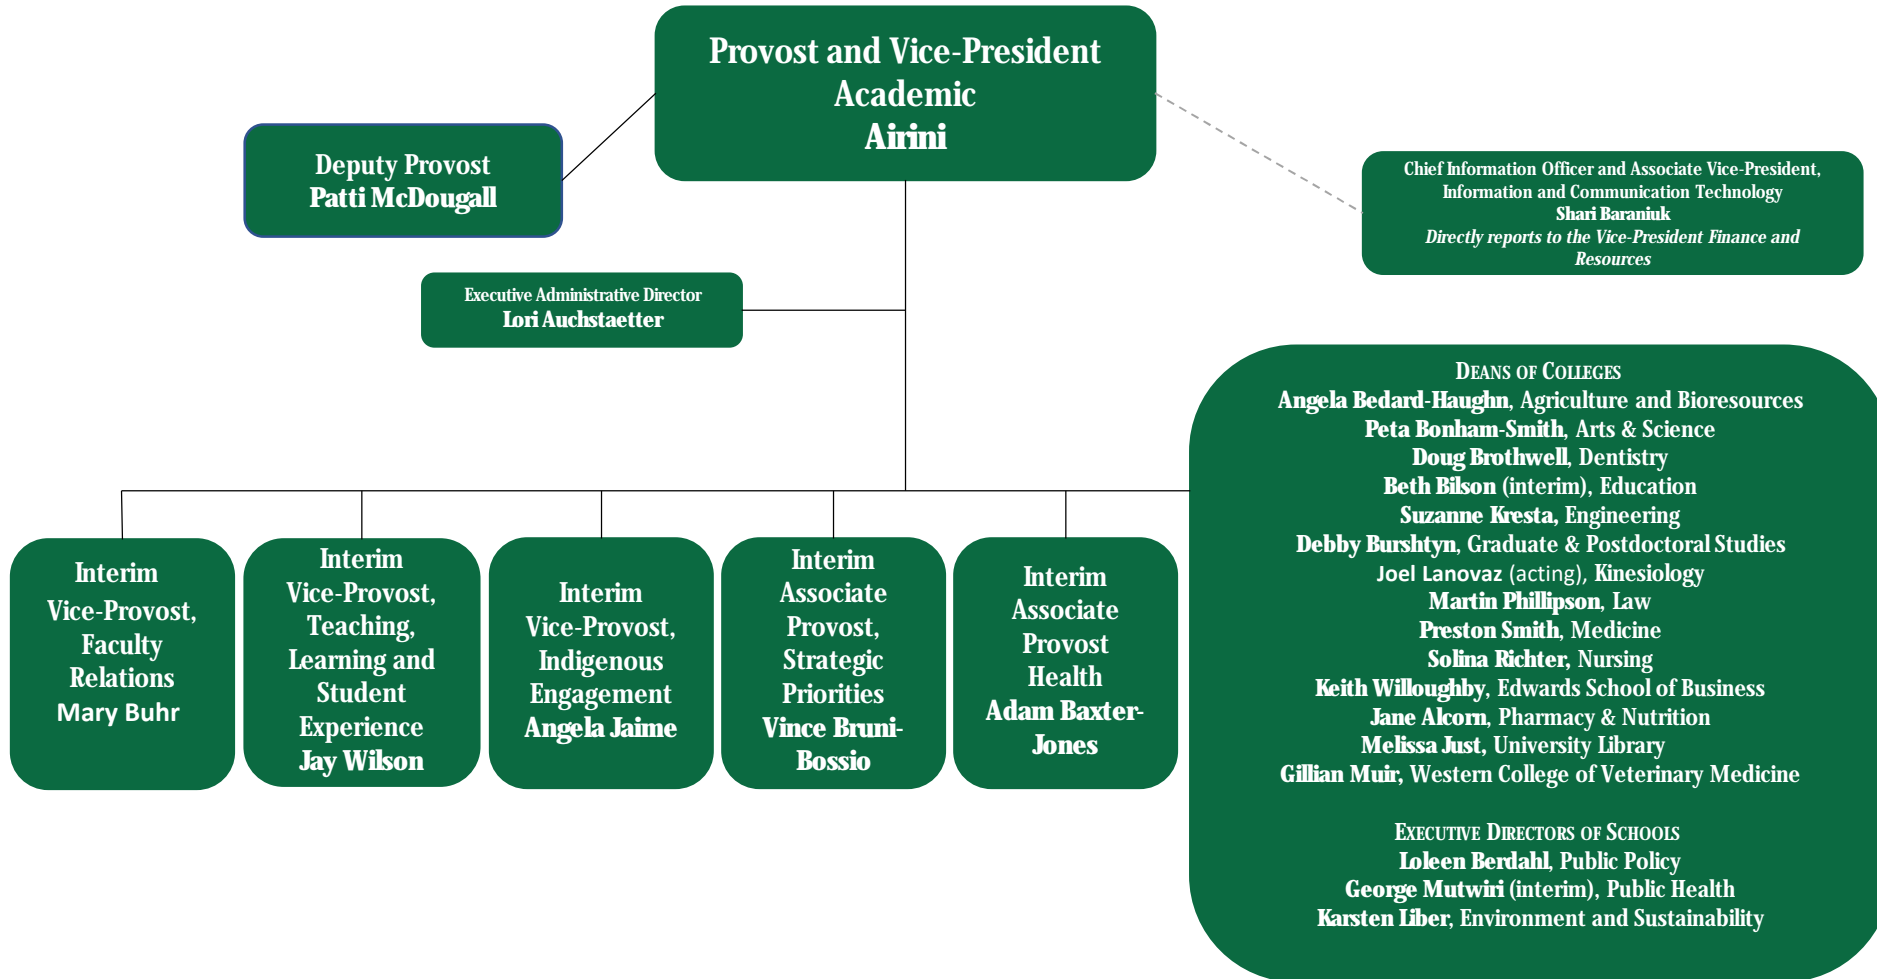 Provost and Vice-President
Academic
Airini
Deputy Provost
Patti McDougall
Chief Information Officer and Associate Vice-President,
Information and Communication Technology
Shari Baraniuk
Directly reports to the Vice-President Finance and
Resources
Executive Administrative Director
Lori Auchstaetter
Interim
Vice-Provost,
Faculty
Relations
Mary Buhr
Interim
Vice-Provost,
Teaching,
Learning and
Student
Experience
Jay Wilson
Interim
Vice-Provost,
Indigenous
Engagement
Angela Jaime
Interim
Associate
Provost,
Strategic
Priorities
Vince Bruni-
Bossio
Interim
Associate
Provost
Health
Adam Baxter-
Jones
DEANS OF COLLEGES
Angela Bedard-Haughn, Agriculture and Bioresources
Peta Bonham-Smith, Arts & Science
Doug Brothwell, Dentistry
Beth Bilson (interim), Education
Suzanne Kresta, Engineering
Debby Burshtyn, Graduate & Postdoctoral Studies
Joel Lanovaz (acting), Kinesiology
Martin Phillipson, Law
Preston Smith, Medicine
Solina Richter, Nursing
Keith Willoughby, Edwards School of Business
Jane Alcorn, Pharmacy & Nutrition
Melissa Just, University Library
Gillian Muir, Western College of Veterinary Medicine
EXECUTIVE DIRECTORS OF SCHOOLS
Loleen Berdahl, Public Policy
George Mutwiri (interim), Public Health
Karsten Liber, Environment and Sustainability